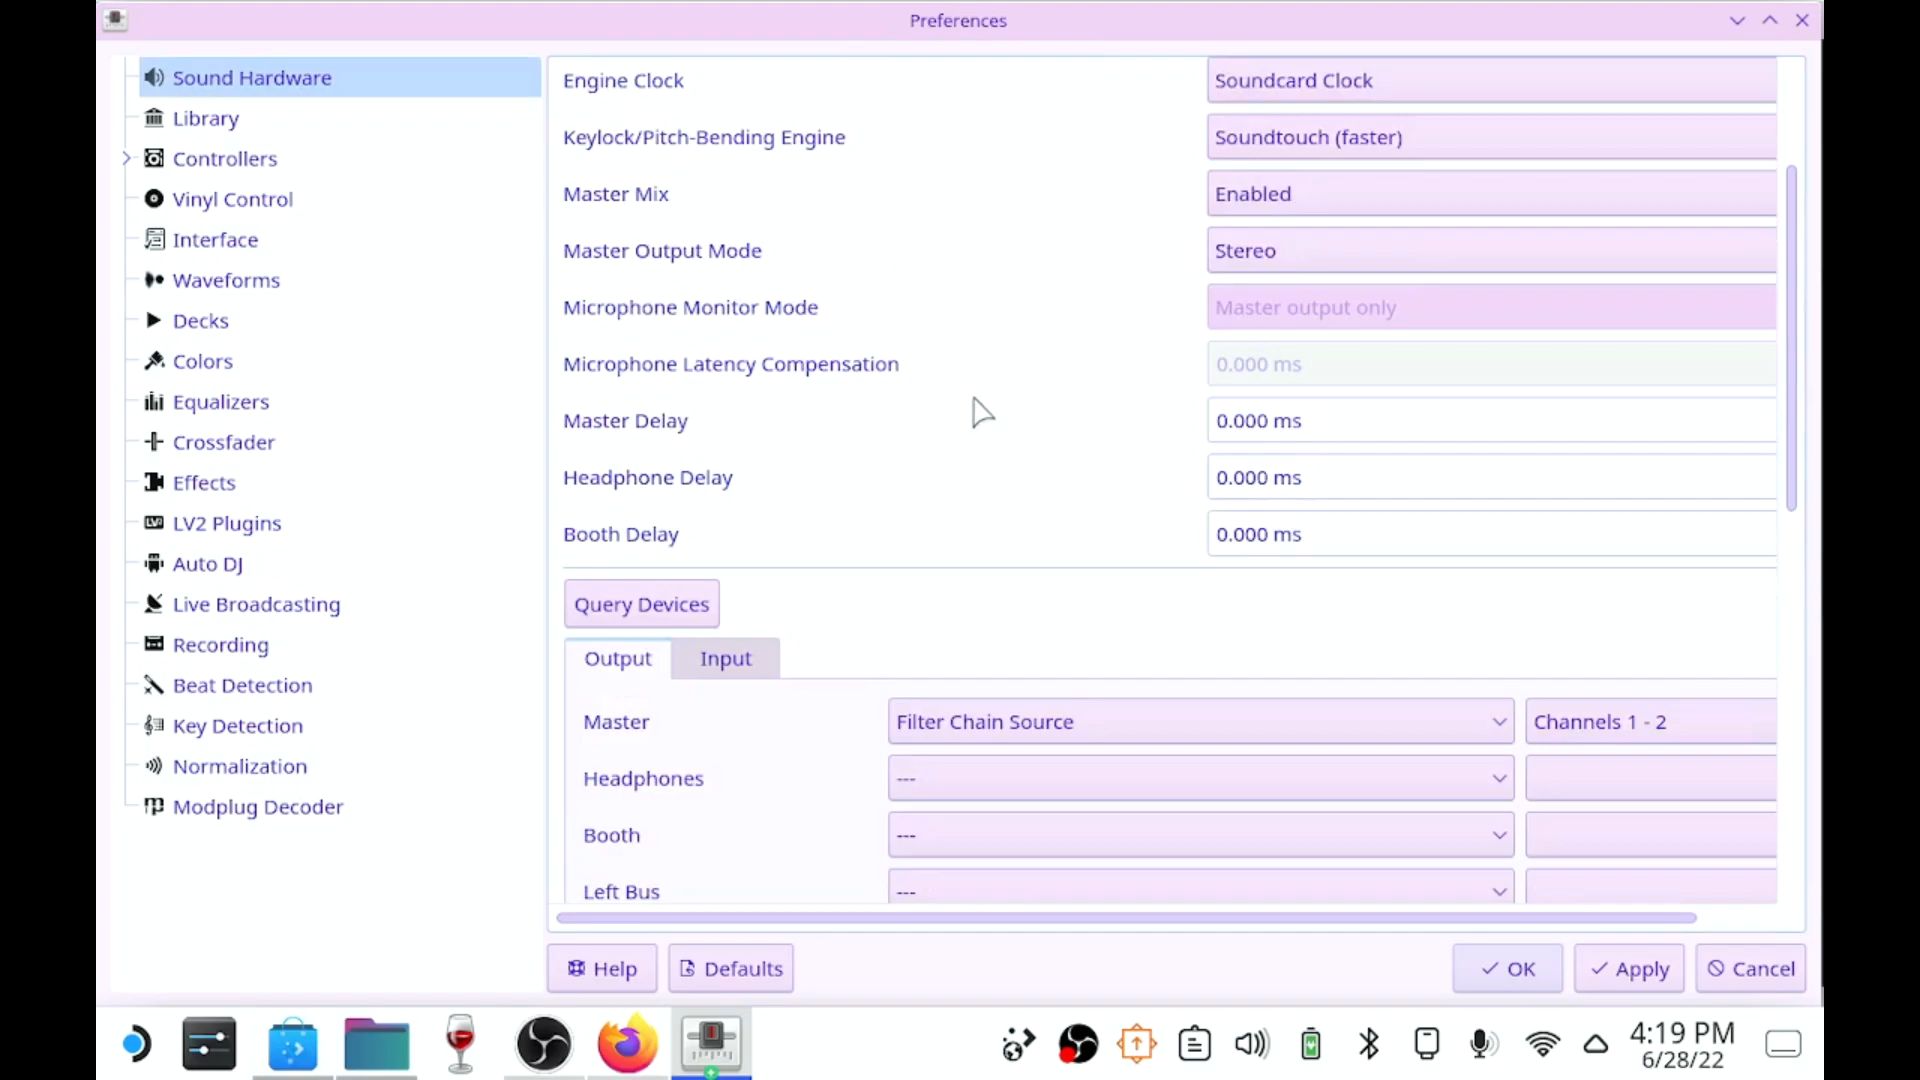 Preferences
Sound Hardware
Library
Controllers
Vinyl Control
Interface
Waveforms
Decks
Colors
Equalizers
Crossfader
Effects
LV2 Plugins
Auto DJ
Live Broadcasting
Recording
Beat Detection
Key Detection
Normalization
Modplug Decoder
Engine Clock
Soundcard Clock
Keylock/Pitch-Bending Engine
Soundtouch (faster)
Master Mix
Enabled
Master Output Mode
Stereo
Microphone Monitor Mode
Master output only
Microphone Latency Compensation
0.000 ms
Master Delay
0.000 ms
Headphone Delay
0.000 ms
Booth Delay
0.000 ms
Query Devices
Output
Input
Master
Filter Chain Source
Channels 1 - 2
Headphones
---
Booth
---
Left Bus
---
Help
Defaults
OK
Apply
Cancel
4:19 PM
6/28/22